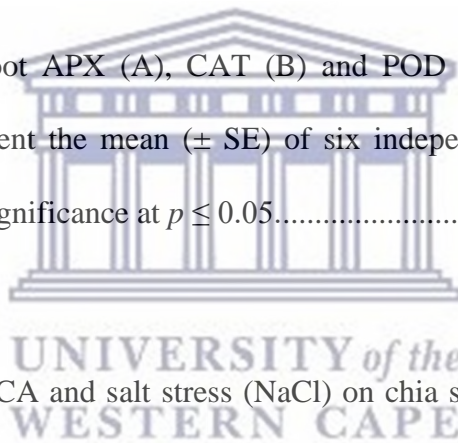 oot APX (A), CAT (B) and POD
ent the mean (± SE) of six indepe
gnificance at p ≤ 0.05......................
UNIVERSITY of the
CA and salt stress (NaCl) on chia s
WESTERN CAPE